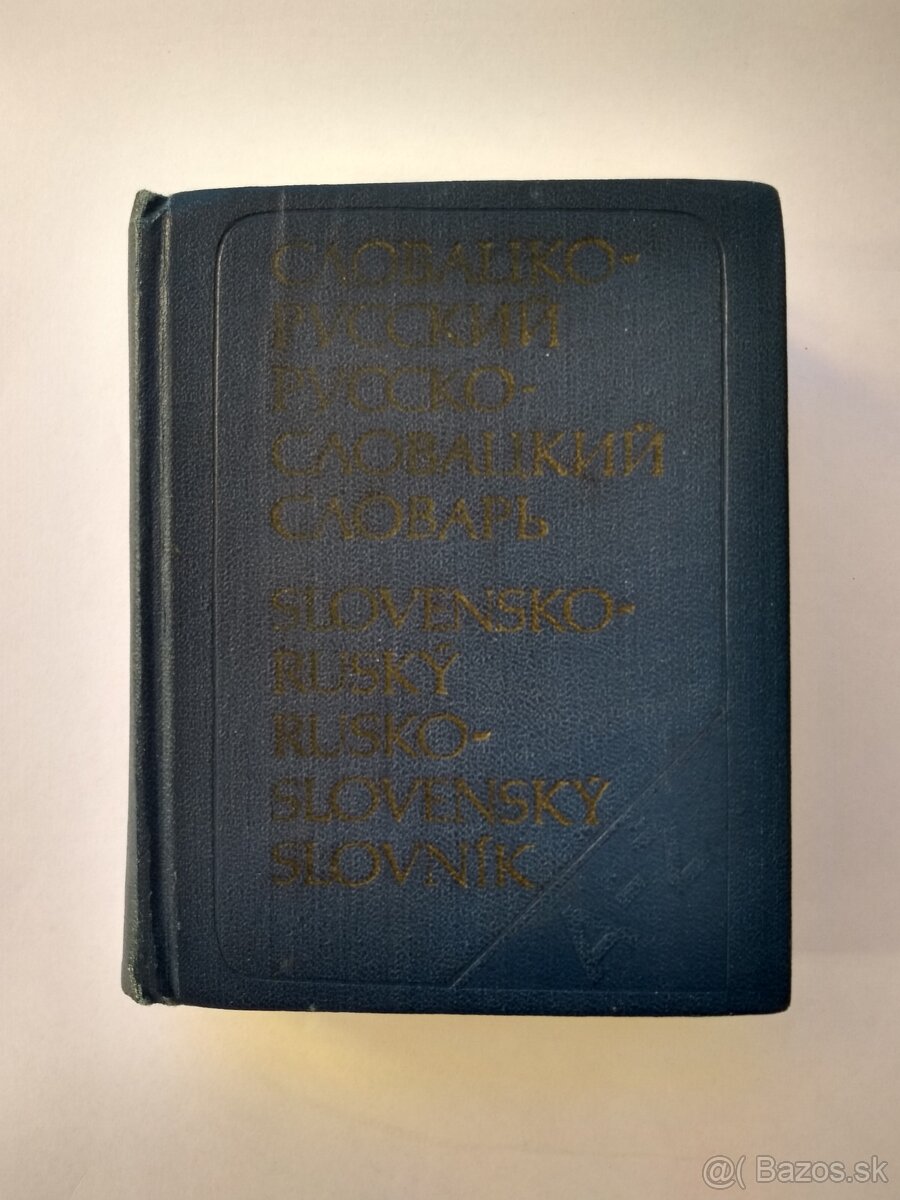 СЛОВАЦКО-
РУССКИЙ
РУССКО-
СЛОВАЦКИЙ
СЛОВАРЬ
SLOVENSKO-
RUSKÝ
RUSKO-
SLOVENSKÝ
SLOVNÍK
A-Z
@( Bazos.sk